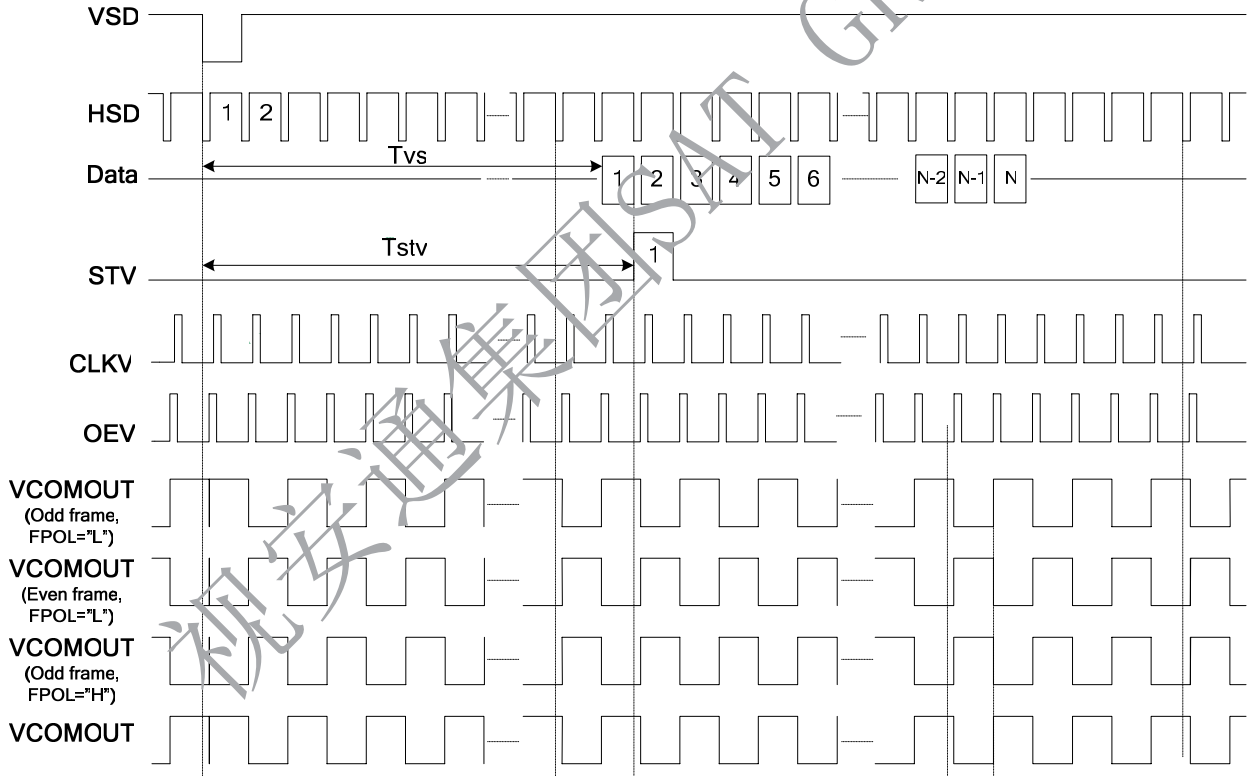 VSD
HSD
1 2
Data
Tvs
1 2 3 4 5 6 N-2 N-1 N
STV
Tstv
1
CLKV
OEV
VCOMOUT
(Odd frame,
FPOL="L")
VCOMOUT
(Even frame,
FPOL="L")
VCOMOUT
(Odd frame,
FPOL="H")
VCOMOUT
视安通集团SAT